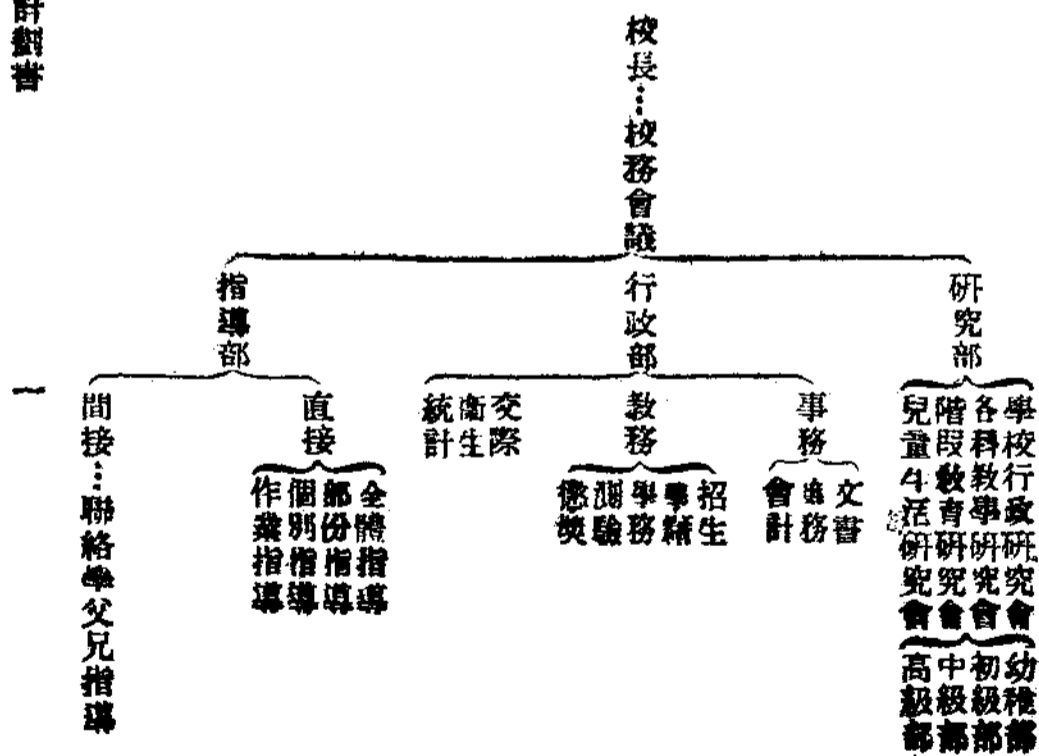 校長…校務會議
研究部
學校行政研究會
各科教學研究會
階段教育研究會
兒童生活研究會
幼稚部
初級部
中級部
高級部
行政部
事務
文書
庶務
會計
教務
招生
學籍
學務
測驗
懲獎
交際
衛生
統計
指導部
直接
全體指導
部份指導
個別指導
作業指導
間接…聯絡學父兄指導
計劃書
一